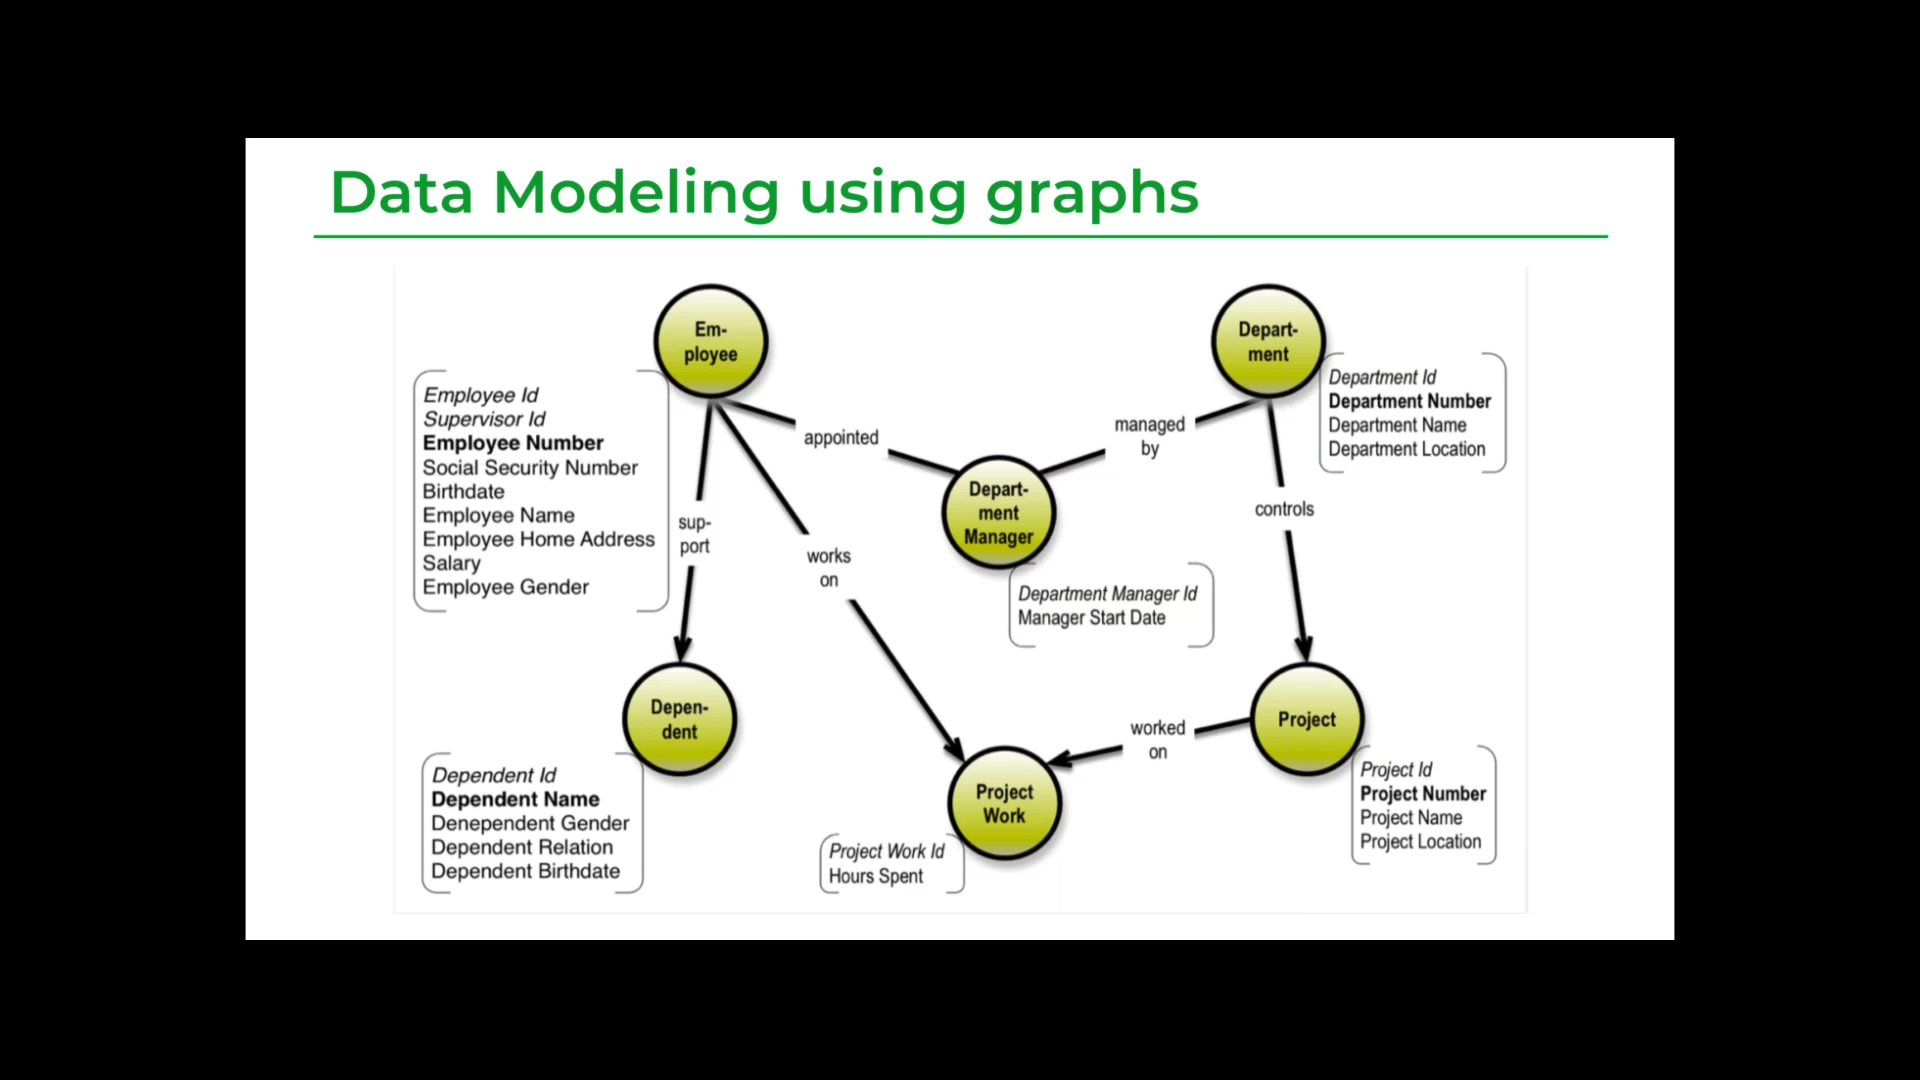 Data Modeling using graphs
Em-
ployee
Depart-
ment
Employee Id
Supervisor Id
Employee Number
Social Security Number
Birthdate
Employee Name
Employee Home Address
Salary
Employee Gender
appointed
managed
by
Department Id
Department Number
Department Name
Department Location
Depart-
ment
Manager
controls
sup-
port
works
on
Department Manager Id
Manager Start Date
Depen-
dent
worked
on
Project
Dependent Id
Dependent Name
Denependent Gender
Dependent Relation
Dependent Birthdate
Project
Work
Project Work Id
Hours Spent
Project Id
Project Number
Project Name
Project Location